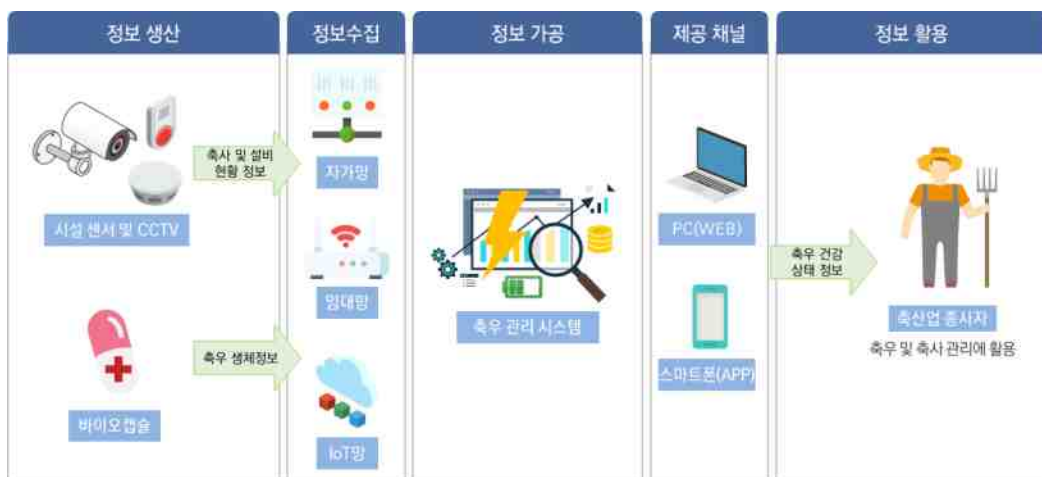 정보 생산
정보수집
정보 가공
제공 채널
정보 활용
시설 센서 및 CCTV
바이오캡슐
축사 및 설비
현황 정보
축우 생체정보
자가망
임대망
IoT망
축우 관리 시스템
PC(WEB)
스마트폰(APP)
축우 건강
상태 정보
축산업 종사자
축우 및 축사 관리에 활용